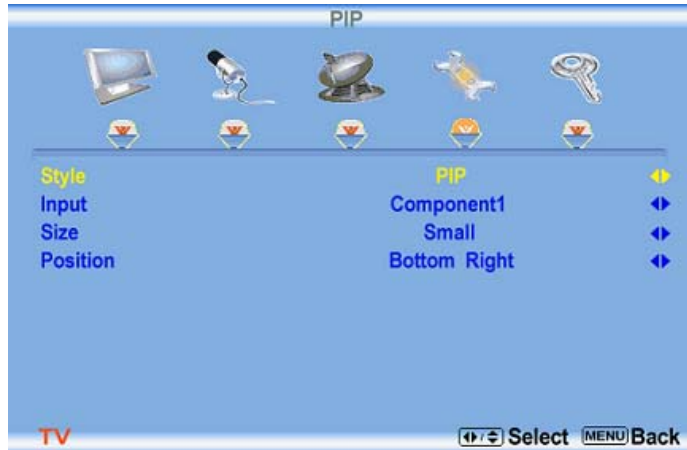 PIP
Style PIP
Input Component1
Size Small
Position Bottom Right
TV Select MENU Back